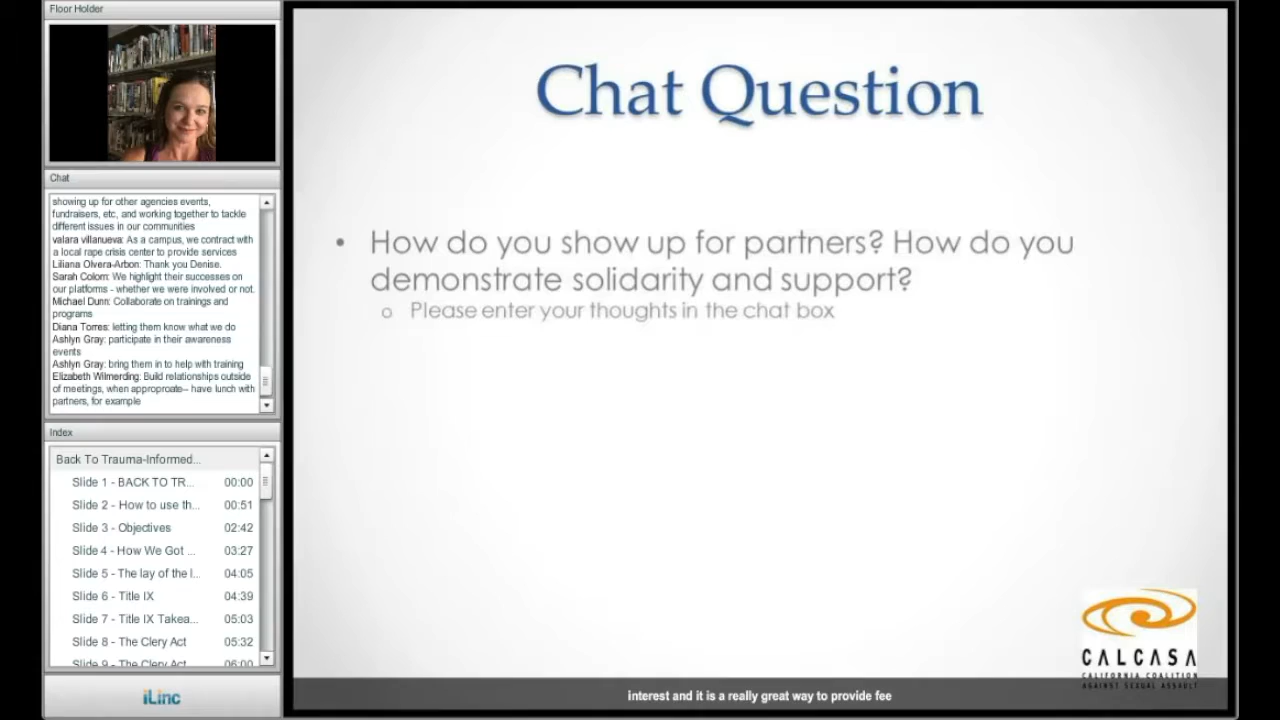 Floor Holder
Chat
showing up for other agencies events,
fundraisers, etc, and working together to tackle
different issues in our communities
valara villanueva: As a campus, we contract with
a local rape crisis center to provide services
Liliana Olvera-Arbon: Thank you Denise.
Sarah Colom: We highlight their successes on
our platforms - whether we were involved or not.
Michael Dunn: Collaborate on trainings and
programs
Diana Torres: letting them know what we do
Ashlyn Gray: participate in their awareness
events
Ashlyn Gray: bring them in to help with training
Elizabeth Wilmerding: Build relationships outside
of meetings, when approproate-- have lunch with
partners, for example
Index
Back To Trauma-Informed...
Slide 1 - BACK TO TR... 00:00
Slide 2 - How to use th... 00:51
Slide 3 - Objectives 02:42
Slide 4 - How We Got ... 03:27
Slide 5 - The lay of the l... 04:05
Slide 6 - Title IX 04:39
Slide 7 - Title IX Takea... 05:03
Slide 8 - The Clery Act 05:32
Slide 9 - The Clery Act 06:00
iLinc
Chat Question
• How do you show up for partners? How do you
demonstrate solidarity and support?
o Please enter your thoughts in the chat box
CALCASA
CALIFORNIA COALITION
AGAINST SEXUAL ASSAULT
interest and it is a really great way to provide fee